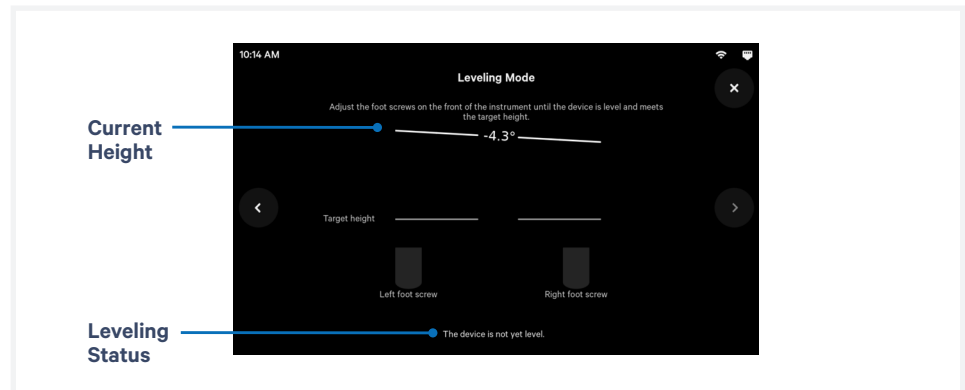 10:14 AM
Leveling Mode
Adjust the foot screws on the front of the instrument until the device is level and meets
the target height.
Current
Height
-4.3°
Target height
Left foot screw
Right foot screw
Leveling
Status
The device is not yet level.